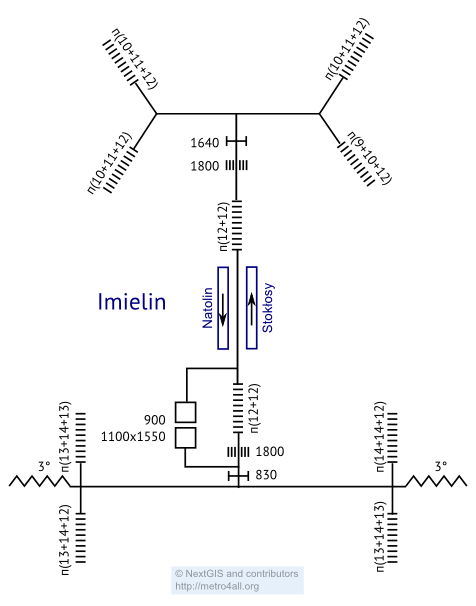 п(10+11+12)
п(10+11+12)
п(10+11+12)
п(9+10+12)
1640
1800
п(12+12)
Imielin
Natolin
Stokłosy
п(12+12)
900
1100x1550
1800
830
п(13+14+13)
п(14+14+12)
3°
3°
п(13+14+12)
п(13+14+13)
© NextGIS and contributors
http://metro4all.org